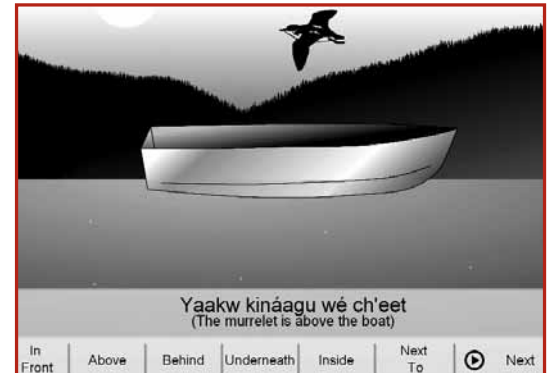 Yaakw kináagu wé ch'eet
(The murrelet is above the boat)
In Front
Above
Behind
Underneath
Inside
Next To
Next